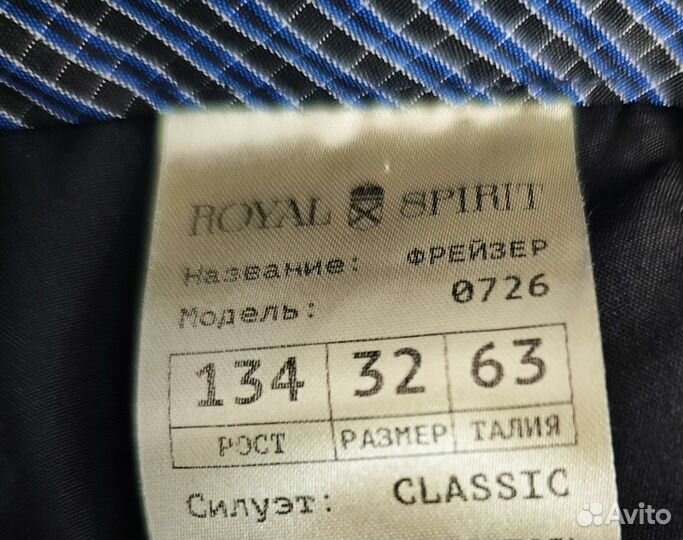 ROYAL SPIRIT
Название: ФРЕЙЗЕР
Модель: 0726
134 32 63
РОСТ РАЗМЕР ТАЛИЯ
Силуэт: CLASSIC
Avito